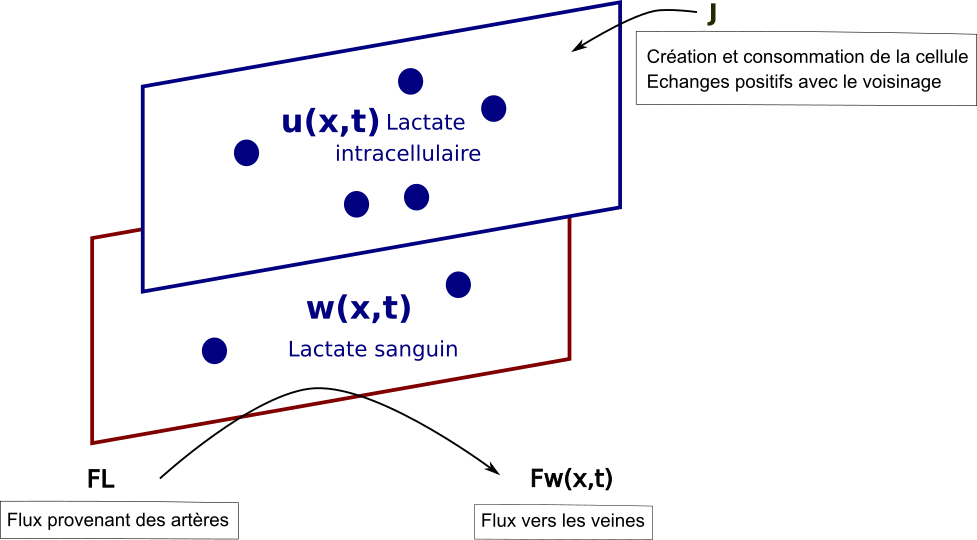 J
Création et consommation de la cellule
Echanges positifs avec le voisinage
u(x,t) Lactate
intracellulaire
w(x,t)
Lactate sanguin
FL
Fw(x,t)
Flux provenant des artères
Flux vers les veines